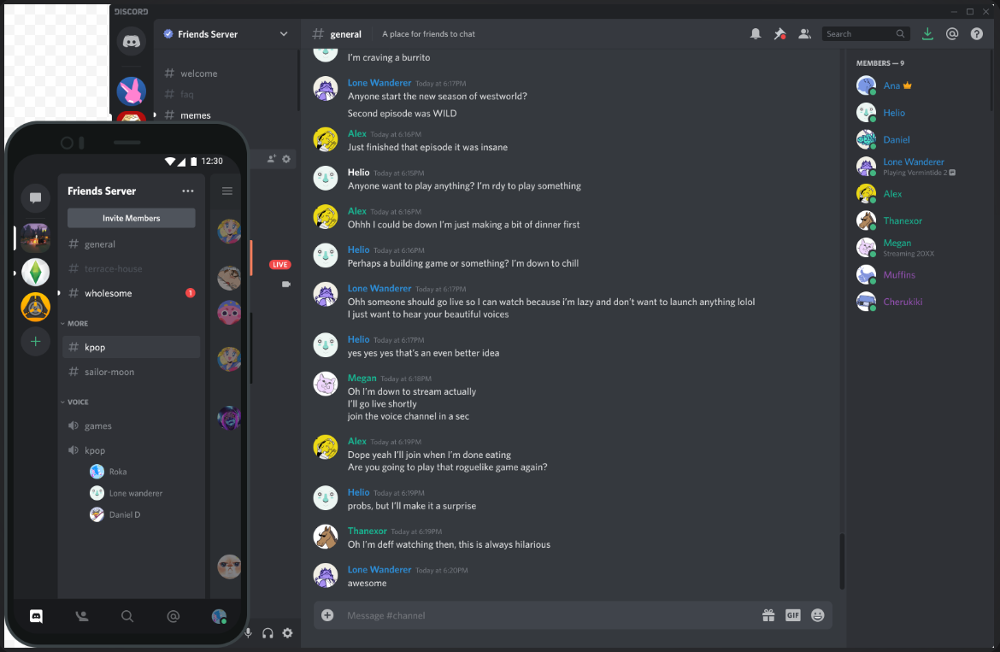 DISCORD
Friends Server
general
A place for friends to chat
Search
welcome
faq
memes
I'm craving a burrito
Lone Wanderer Today at 6:17PM
Anyone start the new season of westworld?
Second episode was WILD
Alex Today at 6:16PM
Just finished that episode it was insane
Helio Today at 6:15PM
Anyone want to play anything? I'm rdy to play something
Alex Today at 6:16PM
Ohhh I could be down I'm just making a bit of dinner first
Helio Today at 6:16PM
Perhaps a building game or something? I'm down to chill
Lone Wanderer Today at 6:17PM
Ohh someone should go live so I can watch because i'm lazy and don't want to launch anything lolol
I just want to hear your beautiful voices
Helio Today at 6:17PM
yes yes yes that's an even better idea
Megan Today at 6:18PM
Oh I'm down to stream actually
I'll go live shortly
join the voice channel in a sec
Alex Today at 6:19PM
Dope yeah I'll join when I'm done eating
Are you going to play that roguelike game again?
Helio Today at 6:19PM
probs, but I'll make it a surprise
Thanexor Today at 6:19PM
Oh I'm deff watching then, this is always hilarious
Lone Wanderer Today at 6:20PM
awesome
Message #channel
GIF
MEMBERS — 9
Ana
Helio
Daniel
Lone Wanderer
Playing Vermintide 2
Alex
Thanexor
Megan
Streaming 20XX
Muffins
Cherukiki
LIVE
12:30
Friends Server
Invite Members
general
terrace-house
wholesome
1
MORE
kpop
sailor-moon
VOICE
games
kpop
Roka
Lone wanderer
Daniel D